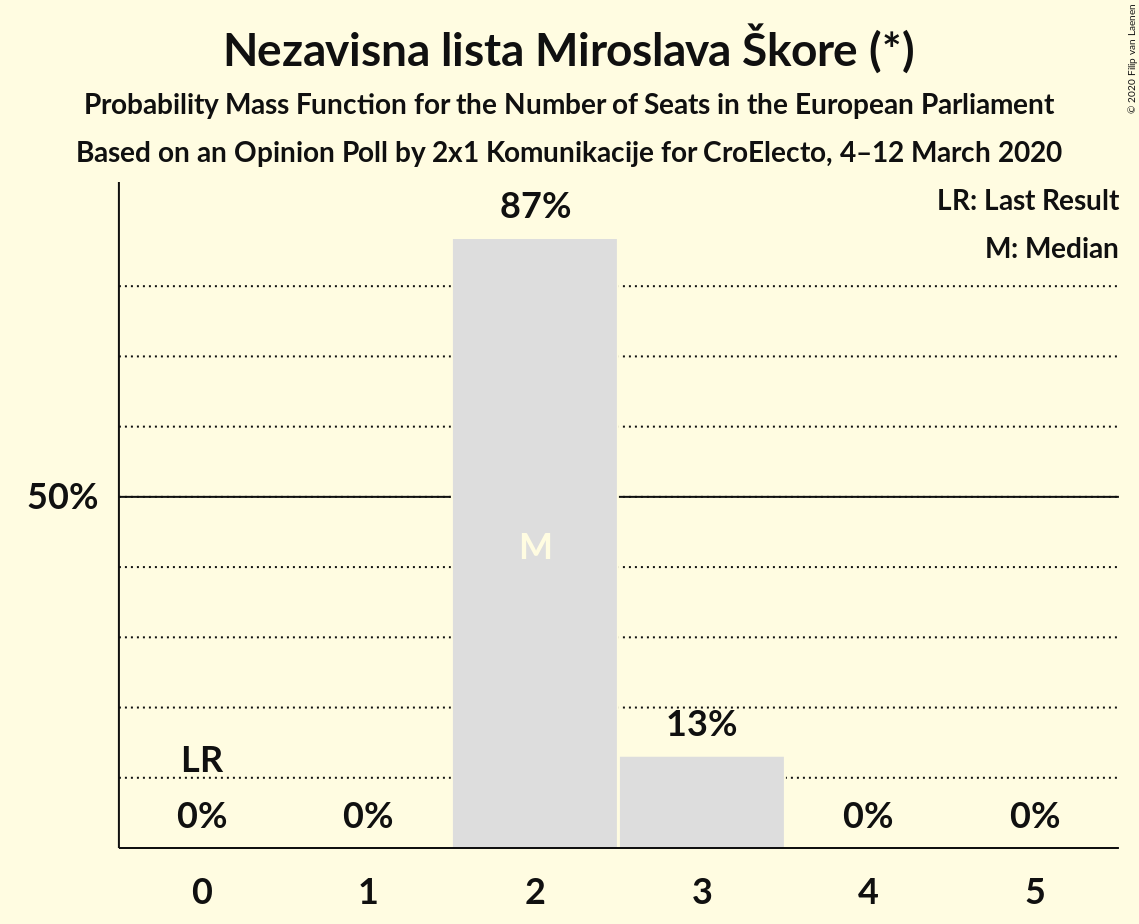 Nezavisna lista Miroslava Škore (*)
Probability Mass Function for the Number of Seats in the European Parliament
Based on an Opinion Poll by 2x1 Komunikacije for CroElecto, 4–12 March 2020
© 2020 Filip van Laenen
LR: Last Result
M: Median
87%
50%
M
13%
LR
0% 0% 0% 0%
0 1 2 3 4 5